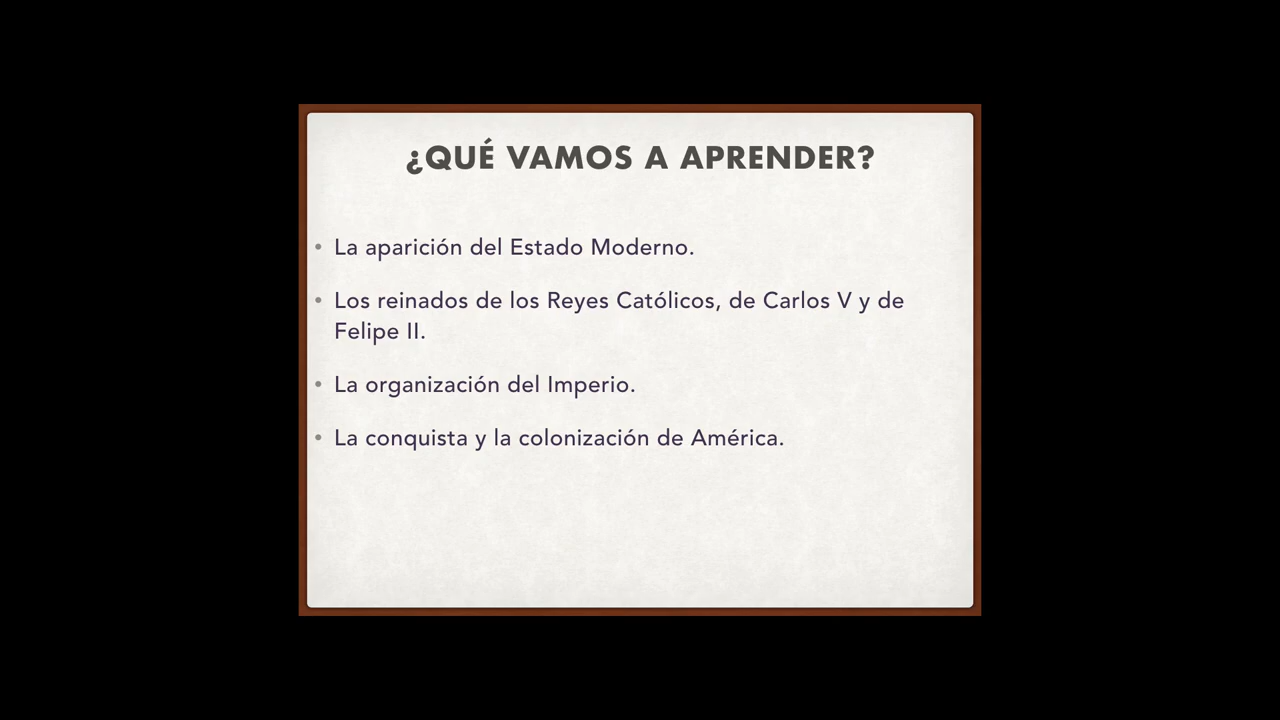 ¿QUÉ VAMOS A APRENDER?
• La aparición del Estado Moderno.
• Los reinados de los Reyes Católicos, de Carlos V y de
Felipe II.
• La organización del Imperio.
• La conquista y la colonización de América.